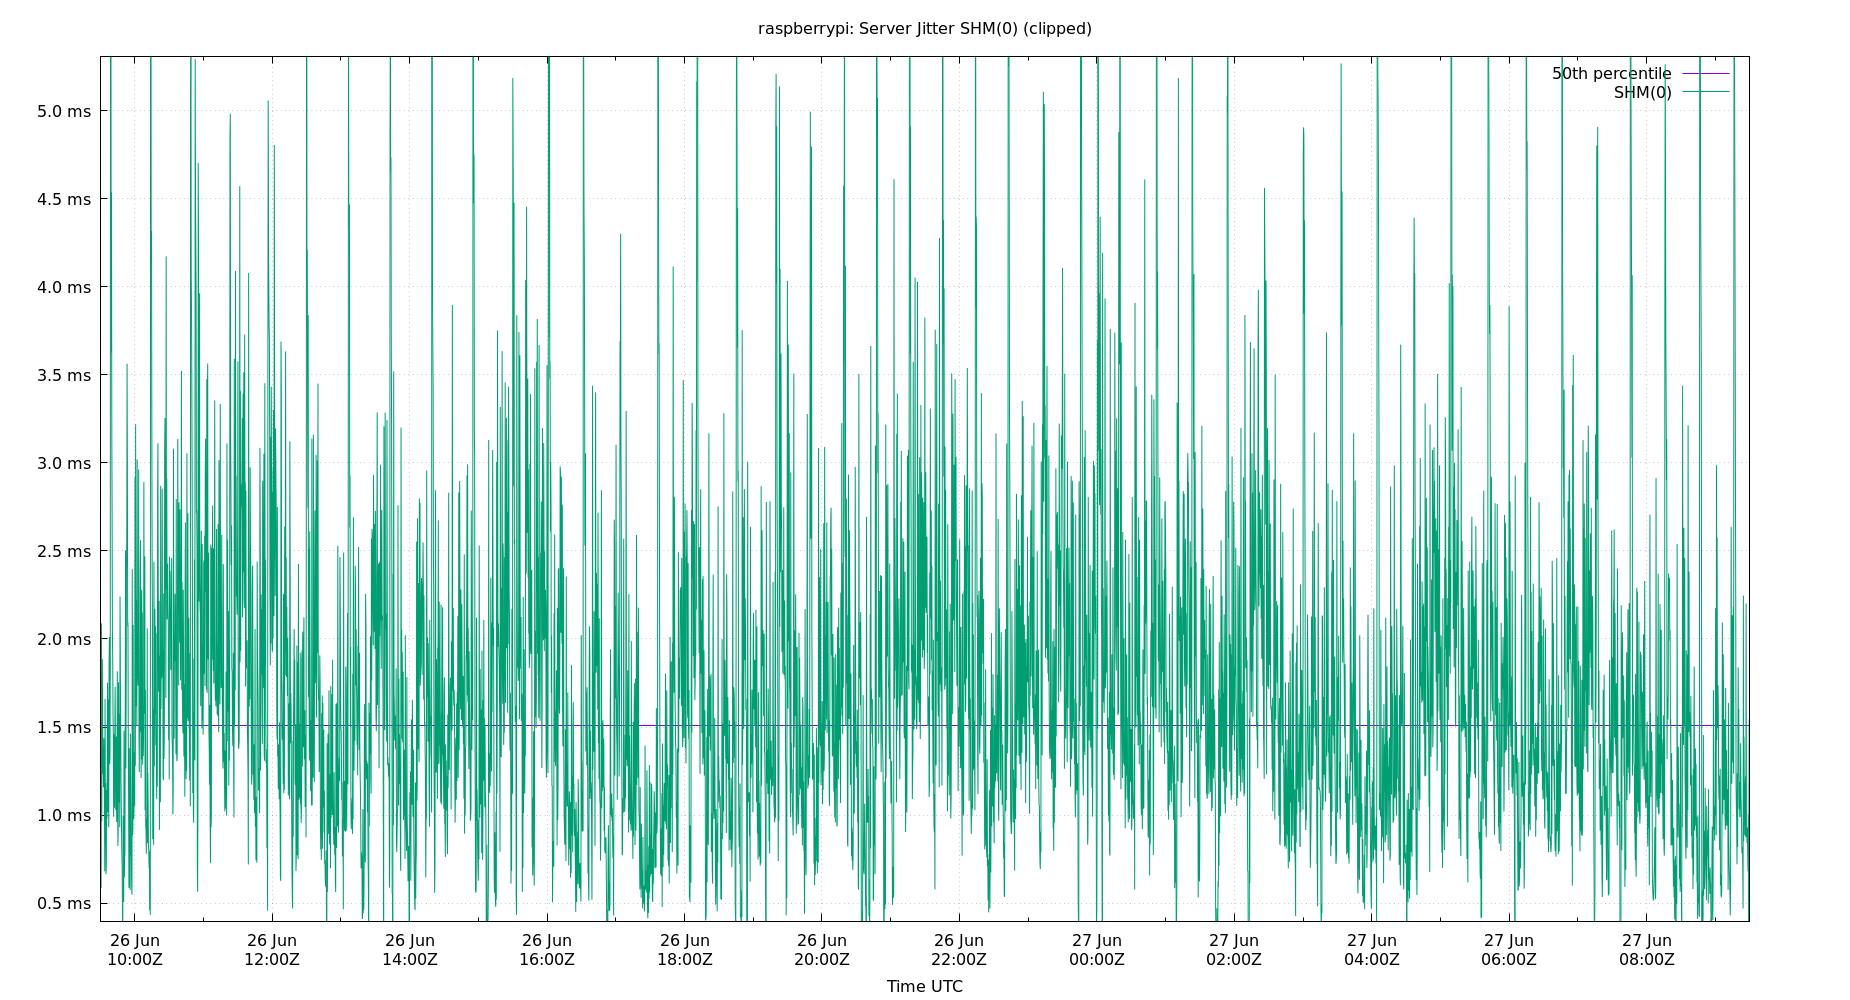 raspberrypi: Server Jitter SHM(0) (clipped)
50th percentile
SHM(0)
5.0 ms
4.5 ms
4.0 ms
3.5 ms
3.0 ms
2.5 ms
2.0 ms
1.5 ms
1.0 ms
0.5 ms
26 Jun 26 Jun 26 Jun 26 Jun 26 Jun 26 Jun 26 Jun 27 Jun 27 Jun 27 Jun 27 Jun 27 Jun
10:00Z 12:00Z 14:00Z 16:00Z 18:00Z 20:00Z 22:00Z 00:00Z 02:00Z 04:00Z 06:00Z 08:00Z
Time UTC